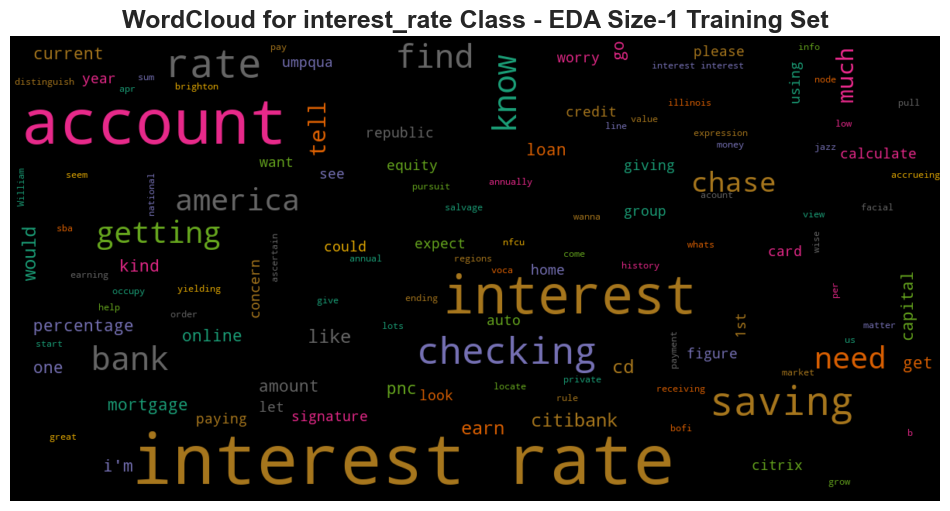 WordCloud for interest_rate Class - EDA Size-1 Training Set
current
pay
umpqua
rate
find
worry
go
please
info
distinguish
year
apr
sum
brighton
interest interest
using
node
much
know
account
tell
republic
credit
line
value
illinois
pull
expression
money
low
jazz
calculate
loan
want
see
equity
giving
William
seem
national
america
pursuit
annually
chase
acount
accrueing
salvage
wanna
group
view
facial
would
sba
getting
ascertain
could
expect
nfcu
come
whats
card
wise
kind
earning
concern
annual
regions
history
voca
home
occupy
yielding
give
ending
interest
per
capital
help
order
percentage
online
like
lots
auto
1st
matter
start
us
bank
checking
payment
figure
need
get
one
cd
market
amount
private
pnc
look
locate
receiving
mortgage
let
signature
rule
saving
paying
citibank
earn
bofi
great
b
i'm
interest rate
citrix
grow